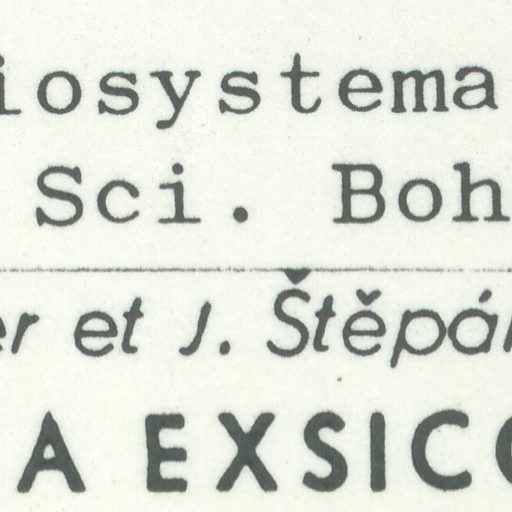 iosystema
Sci. Boh
er et J. Štěpá
A EXSIC